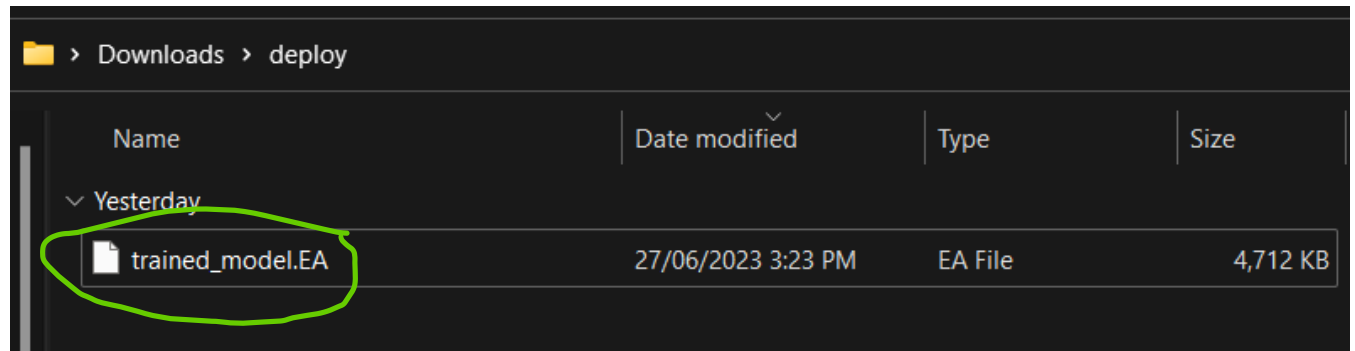 > Downloads > deploy
Name Date modified Type Size
Yesterday
trained_model.EA 27/06/2023 3:23 PM EA File 4,712 KB